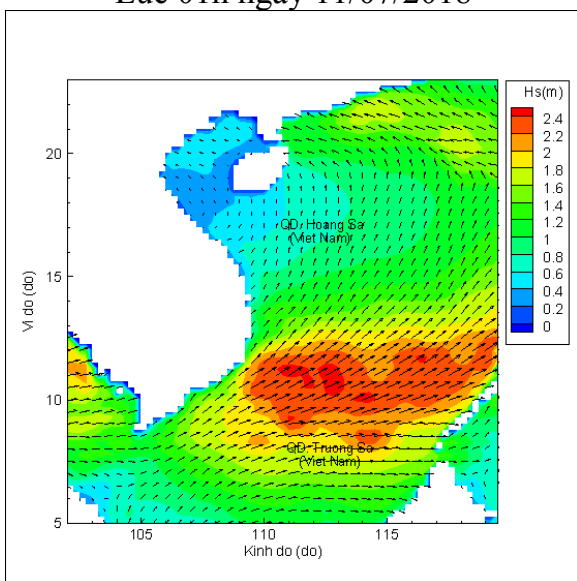 Lúc 01h ngày 11/07/2018
Hs(m)
2.4
2.2
2
1.8
1.6
1.4
1.2
1
0.8
0.6
0.4
0.2
0
20
15
10
5
Vi do (do)
QD. Hoang Sa
(Viet Nam)
QD. Truong Sa
(Viet Nam)
105
110
115
Kinh do (do)